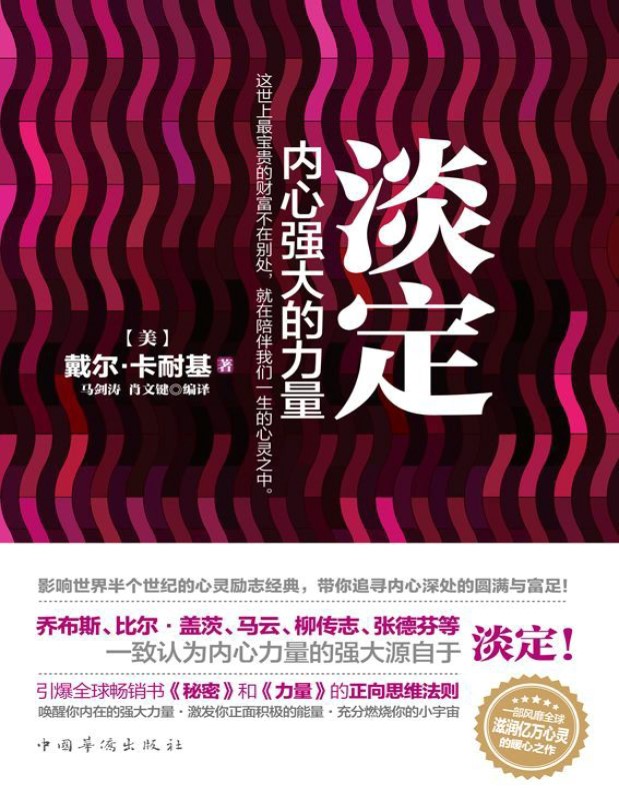 淡定
内心强大的力量
这世上最宝贵的财富不在别处，就在陪伴我们一生的心灵之中。
【美】
戴尔·卡耐基 著
马剑涛 肖文键◎编译
影响世界半个世纪的心灵励志经典，带你追寻内心深处的圆满与富足！
乔布斯、比尔·盖茨、马云、柳传志、张德芬等
一致认为内心力量的强大源自于
淡定！
引爆全球畅销书《秘密》和《力量》的正向思维法则
唤醒你内在的强大力量·激发你正面积极的能量·充分燃烧你的小宇宙
一部风靡全球
滋润亿万心灵
的暖心之作
中国华侨出版社